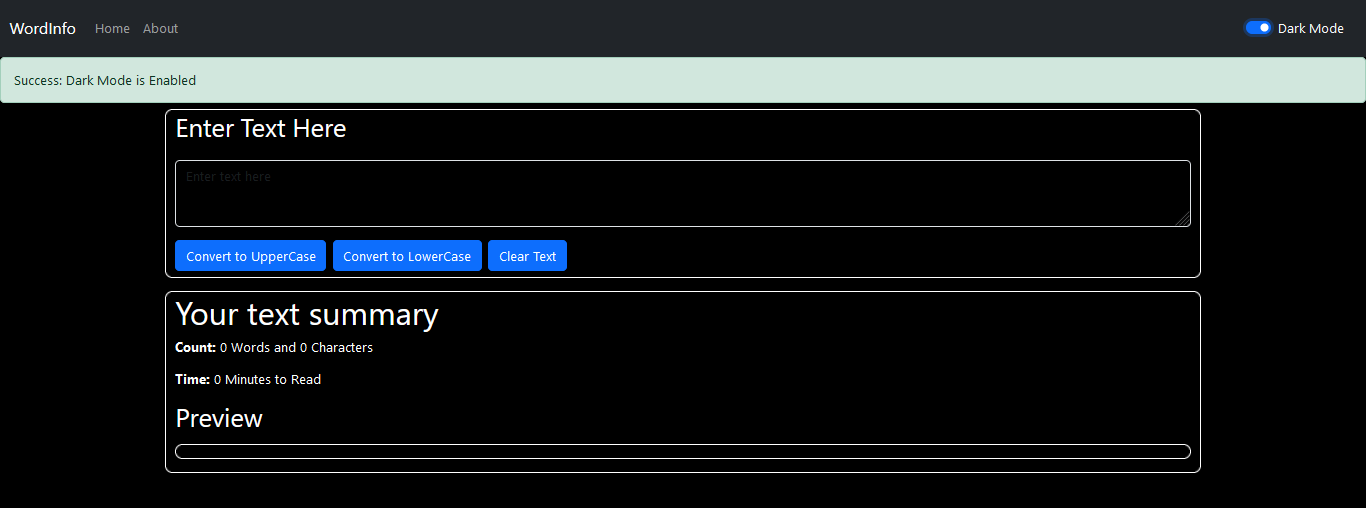 WordInfo Home About Dark Mode
Success: Dark Mode is Enabled
Enter Text Here
Enter text here
Convert to UpperCase Convert to LowerCase Clear Text
Your text summary
Count: 0 Words and 0 Characters
Time: 0 Minutes to Read
Preview